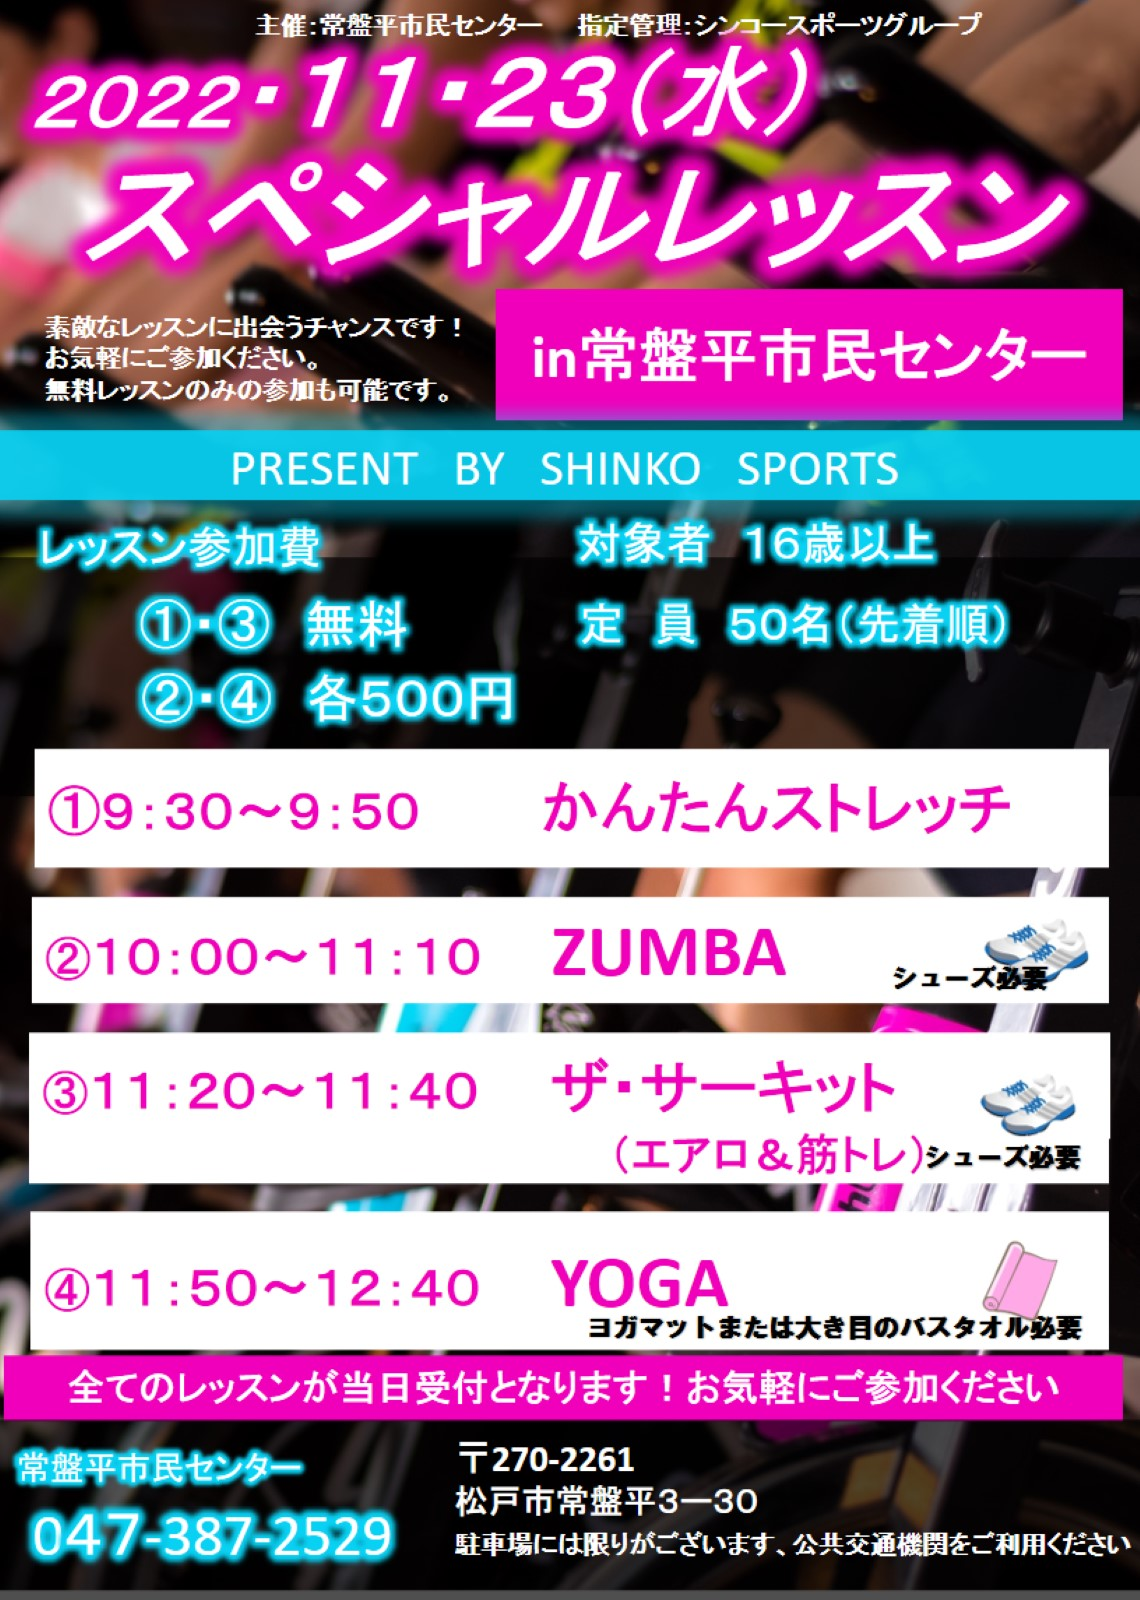 主催：常盤平市民センター　指定管理：シンコースポーツグループ
2022・11・23（水）
スペシャルレッスン
素敵なレッスンに出会うチャンスです！
お気軽にご参加ください。
無料レッスンのみの参加も可能です。
in常盤平市民センター
PRESENT BY SHINKO SPORTS
レッスン参加費
①・③　無料
②・④　各500円
対象者　16歳以上
定　員　50名（先着順）
①9：30～9：50　かんたんストレッチ
②10：00～11：10　ZUMBA
シューズ必要
③11：20～11：40　ザ・サーキット
（エアロ＆筋トレ）シューズ必要
④11：50～12：40　YOGA
ヨガマットまたは大き目のバスタオル必要
全てのレッスンが当日受付となります！お気軽にご参加ください
常盤平市民センター
047-387-2529
〒270-2261
松戸市常盤平3―30
駐車場には限りがございます、公共交通機関をご利用ください